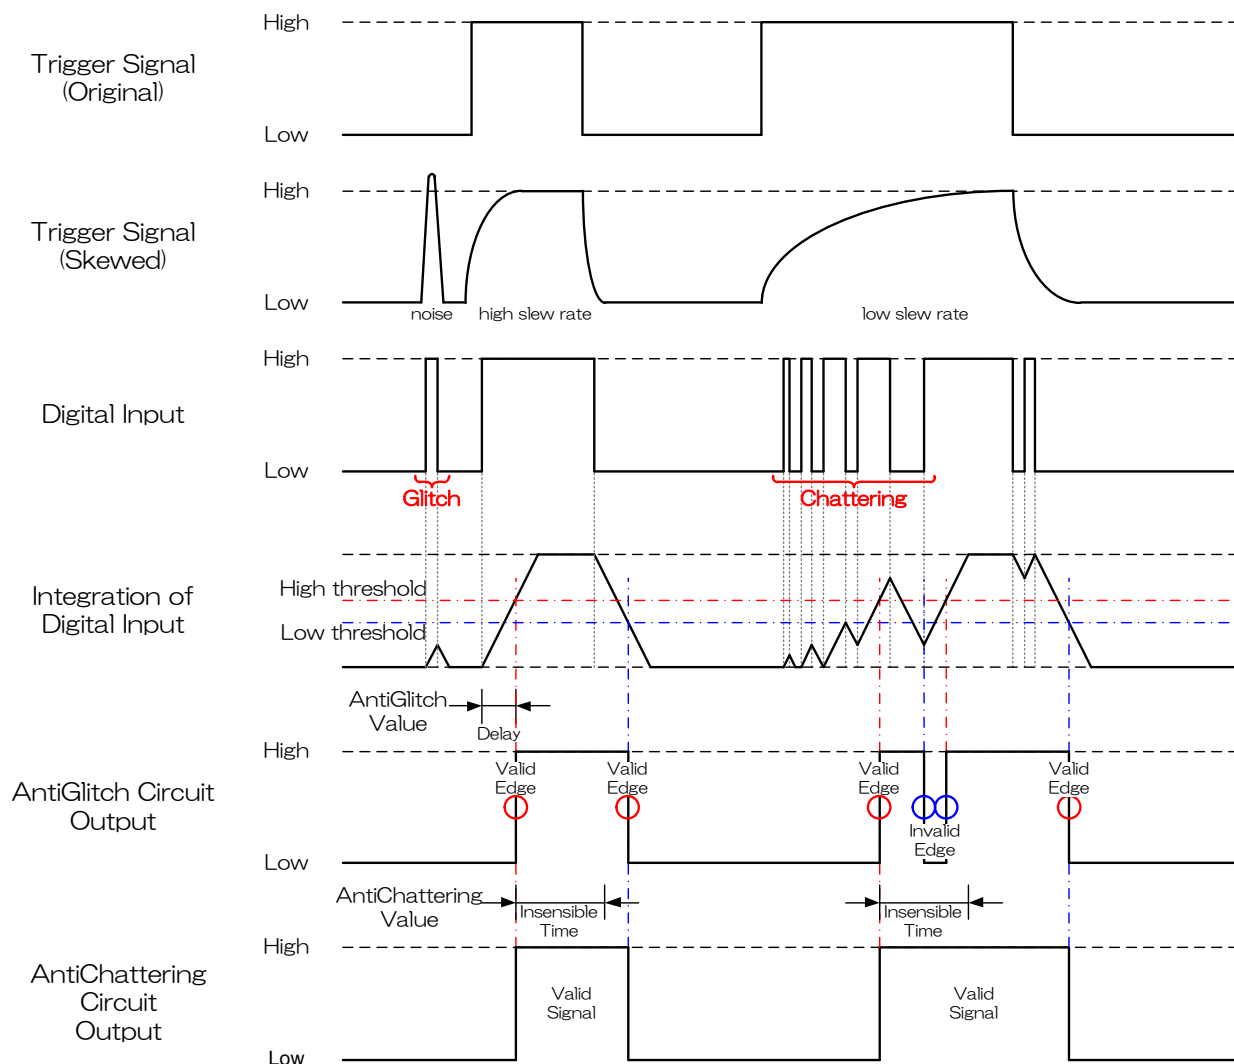 High
Trigger Signal
(Original)
Low
High
Trigger Signal
(Skewed)
Low
noise
high slew rate
low slew rate
High
Digital Input
Low
Glitch
Chattering
High threshold
Integration of
Digital Input
Low threshold
AntiGlitch
Value
Delay
High
Valid
Edge
Valid
Edge
Valid
Edge
Valid
Edge
AntiGlitch Circuit
Output
Invalid
Edge
Low
AntiChattering
Value
Insensible
Time
Insensible
Time
High
AntiChattering
Circuit
Output
Valid
Signal
Valid
Signal
Low